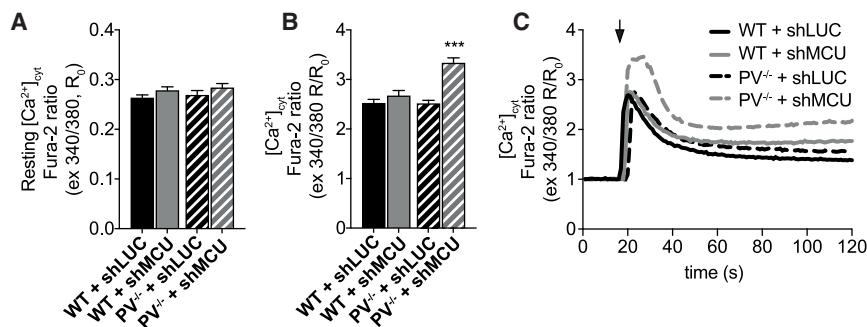 A
Resting [Ca²⁺]cyt
Fura-2 ratio
(ex 340/380, R₀)
0.4
0.3
0.2
0.1
0.0
WT + shLUC
WT + shMCU
PV⁻/⁻ + shLUC
PV⁻/⁻ + shMCU
B
[Ca²⁺]cyt
Fura-2 ratio
(ex 340/380 R/R₀)
4
3
2
1
0
***
WT + shLUC
WT + shMCU
PV⁻/⁻ + shLUC
PV⁻/⁻ + shMCU
C
[Ca²⁺]cyt
Fura-2 ratio
(ex 340/380 R/R₀)
4
3
2
1
0
WT + shLUC
WT + shMCU
PV⁻/⁻ + shLUC
PV⁻/⁻ + shMCU
0 20 40 60 80 100 120
time (s)